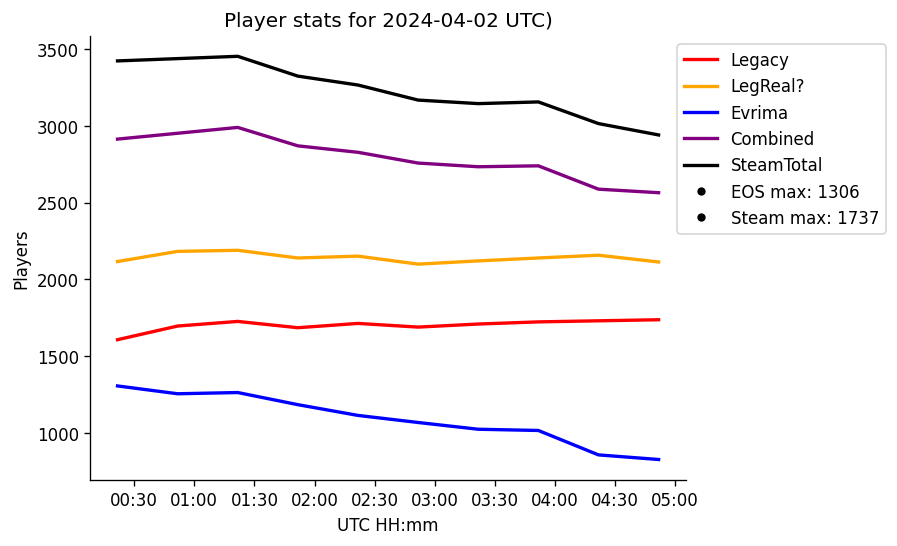 Player stats for 2024-04-02 UTC)
3500
3000
2500
2000
1500
1000
Players
00:30 01:00 01:30 02:00 02:30 03:00 03:30 04:00 04:30 05:00
UTC HH:mm
Legacy
LegReal?
Evrima
Combined
SteamTotal
EOS max: 1306
Steam max: 1737